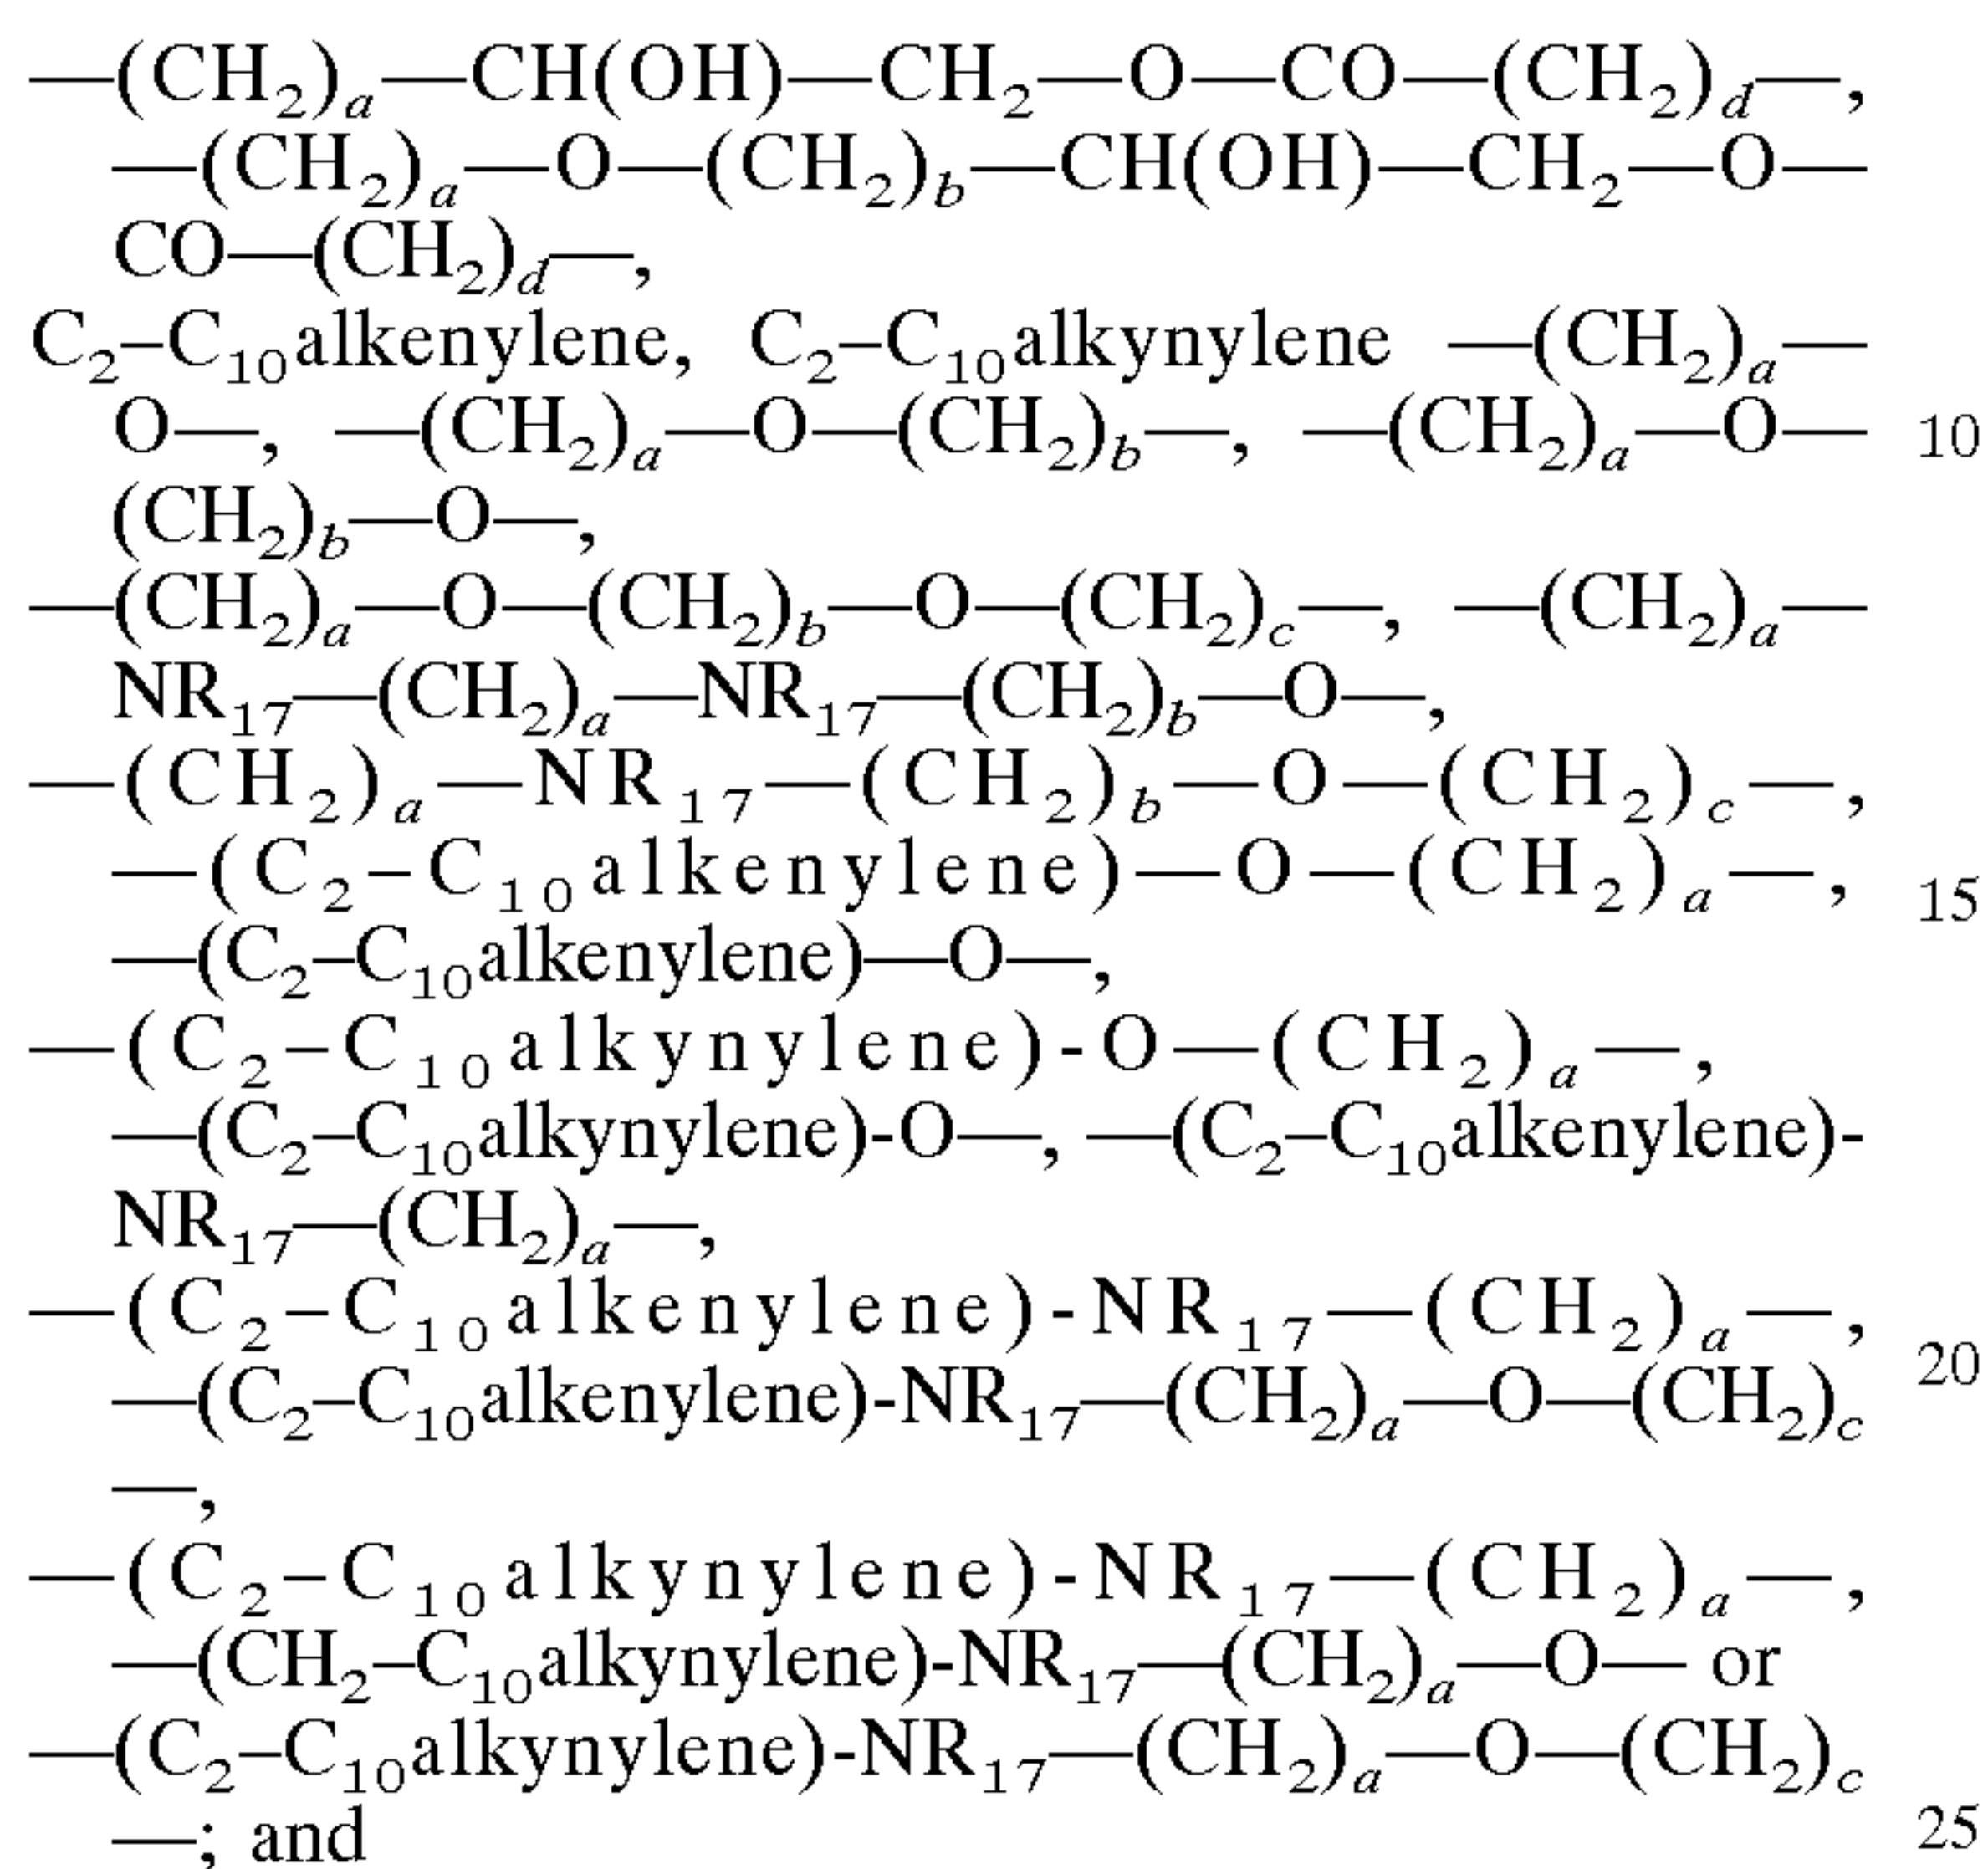 —(CH₂)ₐ—CH(OH)—CH₂—O—CO—(CH₂)d—,
—(CH₂)ₐ—O—(CH₂)b—CH(OH)—CH₂—O—
CO—(CH₂)d—,
C₂–C₁₀alkenylene, C₂–C₁₀alkynylene —(CH₂)ₐ—
O—, —(CH₂)ₐ—O—(CH₂)b—, —(CH₂)ₐ—O— 10
(CH₂)b—O—,
—(CH₂)ₐ—O—(CH₂)b—O—(CH₂)c—, —(CH₂)ₐ—
NR₁₇—(CH₂)ₐ—NR₁₇—(CH₂)b—O—,
—(CH₂)ₐ—NR₁₇—(CH₂)b—O—(CH₂)c—,
—(C₂–C₁₀alkenylene)—O—(CH₂)ₐ—, 15
—(C₂–C₁₀alkenylene)—O—,
—(C₂–C₁₀alkynylene)-O—(CH₂)ₐ—,
—(C₂–C₁₀alkynylene)-O—, —(C₂–C₁₀alkenylene)-
NR₁₇—(CH₂)ₐ—,
—(C₂–C₁₀alkenylene)-NR₁₇—(CH₂)ₐ—, 20
—(C₂–C₁₀alkenylene)-NR₁₇—(CH₂)ₐ—O—(CH₂)c
—,
—(C₂–C₁₀alkynylene)-NR₁₇—(CH₂)ₐ—,
—(CH₂–C₁₀alkynylene)-NR₁₇—(CH₂)ₐ—O— or
—(C₂–C₁₀alkynylene)-NR₁₇—(CH₂)ₐ—O—(CH₂)c
—; and 25